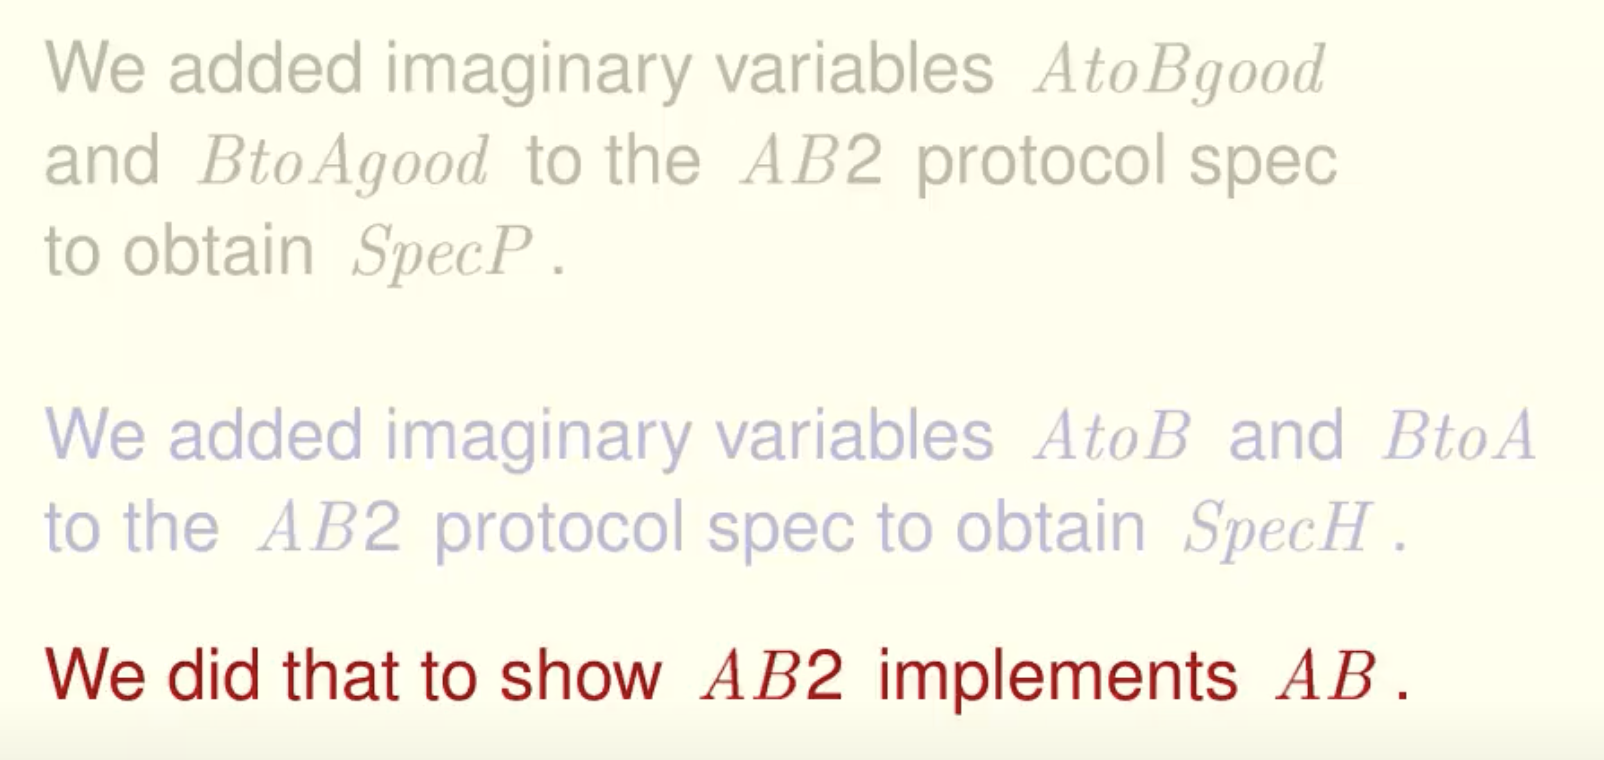 We added imaginary variables AtoBgood
and BtoAgood to the AB2 protocol spec
to obtain SpecP .
We added imaginary variables AtoB and BtoA
to the AB2 protocol spec to obtain SpecH .
We did that to show AB2 implements AB .